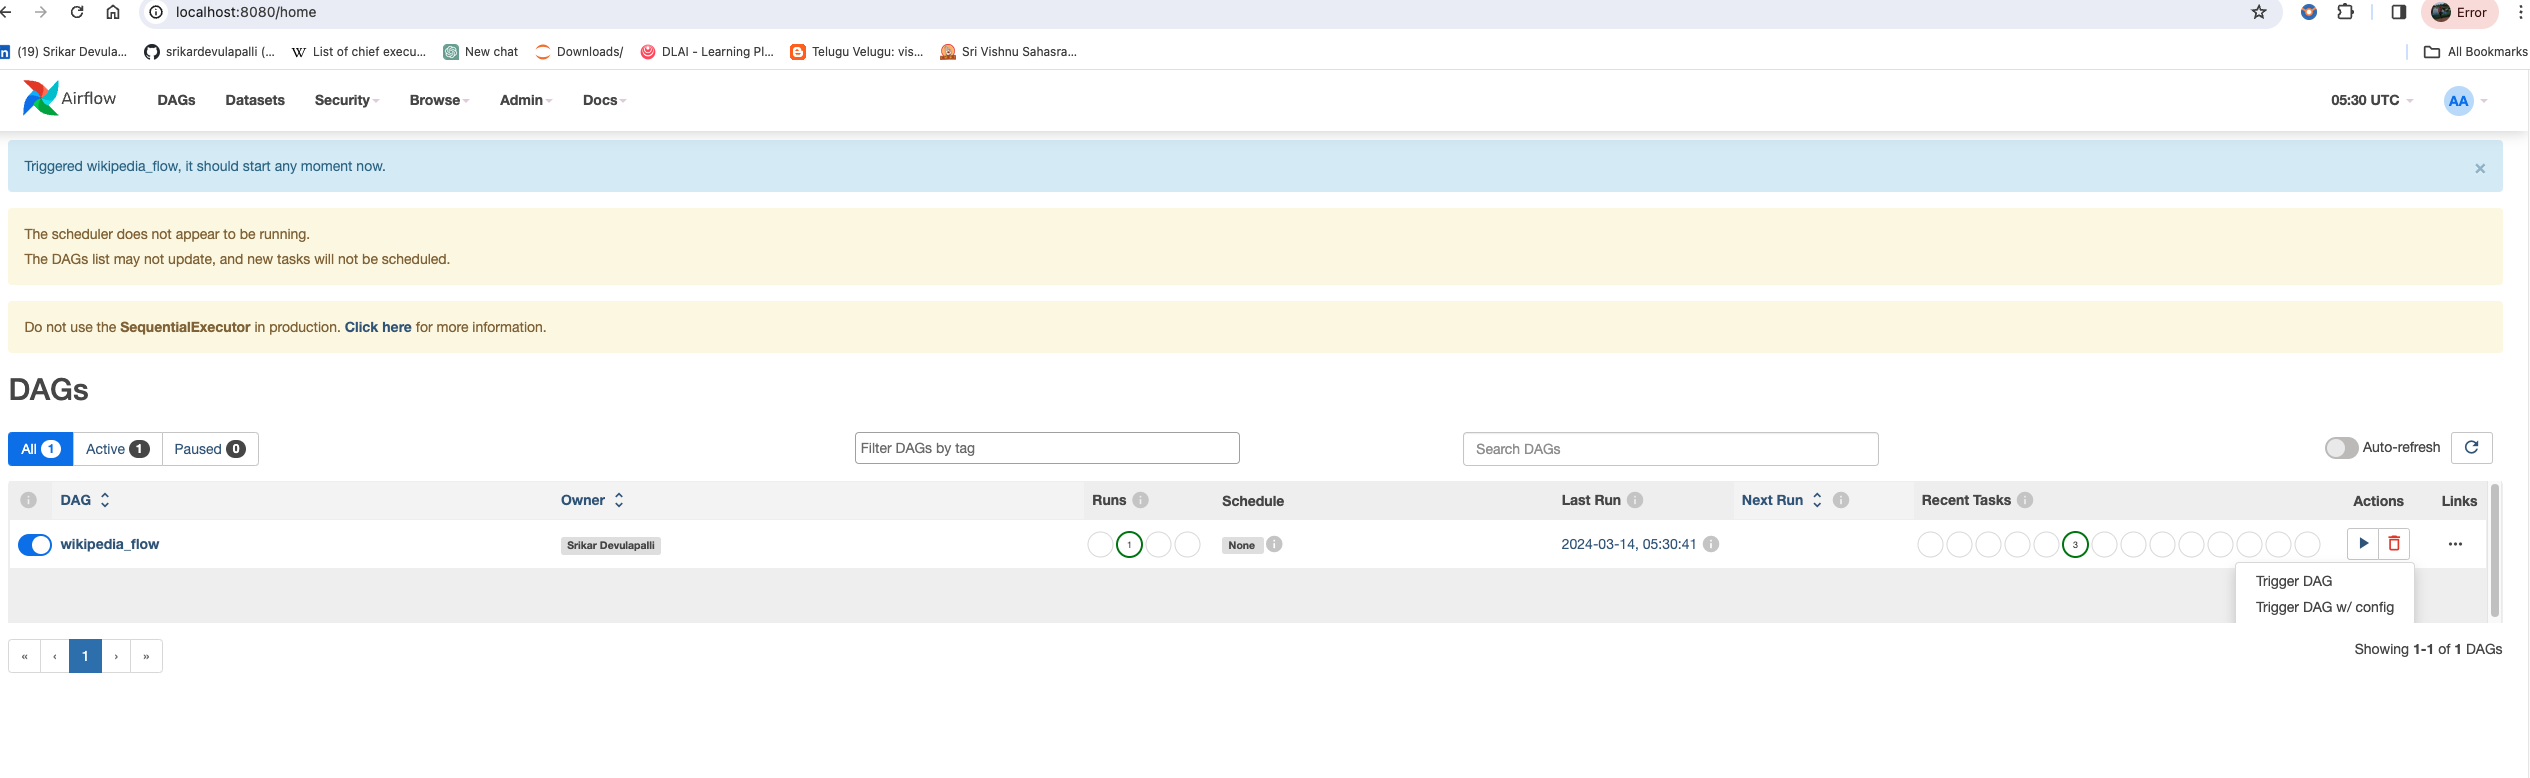 localhost:8080/home
Error
(19) Srikar Devula...
srikardevulapalli (...
W List of chief execu...
New chat
Downloads/
DLAI - Learning Pl...
Telugu Velugu: vis...
Sri Vishnu Sahasra...
All Bookmarks
Airflow
DAGs
Datasets
Security
Browse
Admin
Docs
05:30 UTC
AA
Triggered wikipedia_flow, it should start any moment now.
×
The scheduler does not appear to be running.
The DAGs list may not update, and new tasks will not be scheduled.
Do not use the SequentialExecutor in production. Click here for more information.
DAGs
All 1
Active 1
Paused 0
Filter DAGs by tag
Search DAGs
Auto-refresh
DAG
Owner
Runs
Schedule
Last Run
Next Run
Recent Tasks
Actions
Links
wikipedia_flow
Srikar Devulapalli
1
None
2024-03-14, 05:30:41
3
Trigger DAG
Trigger DAG w/ config
« ‹ 1 › »
Showing 1-1 of 1 DAGs